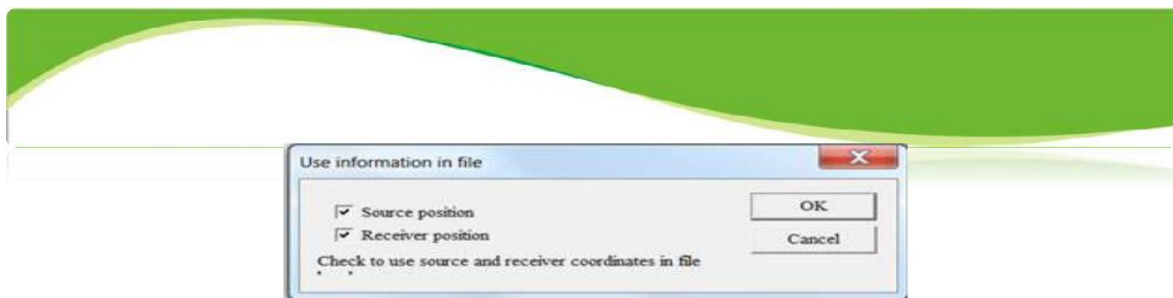 Use information in file
Source position
OK
Receiver position
Cancel
Check to use source and receiver coordinates in file